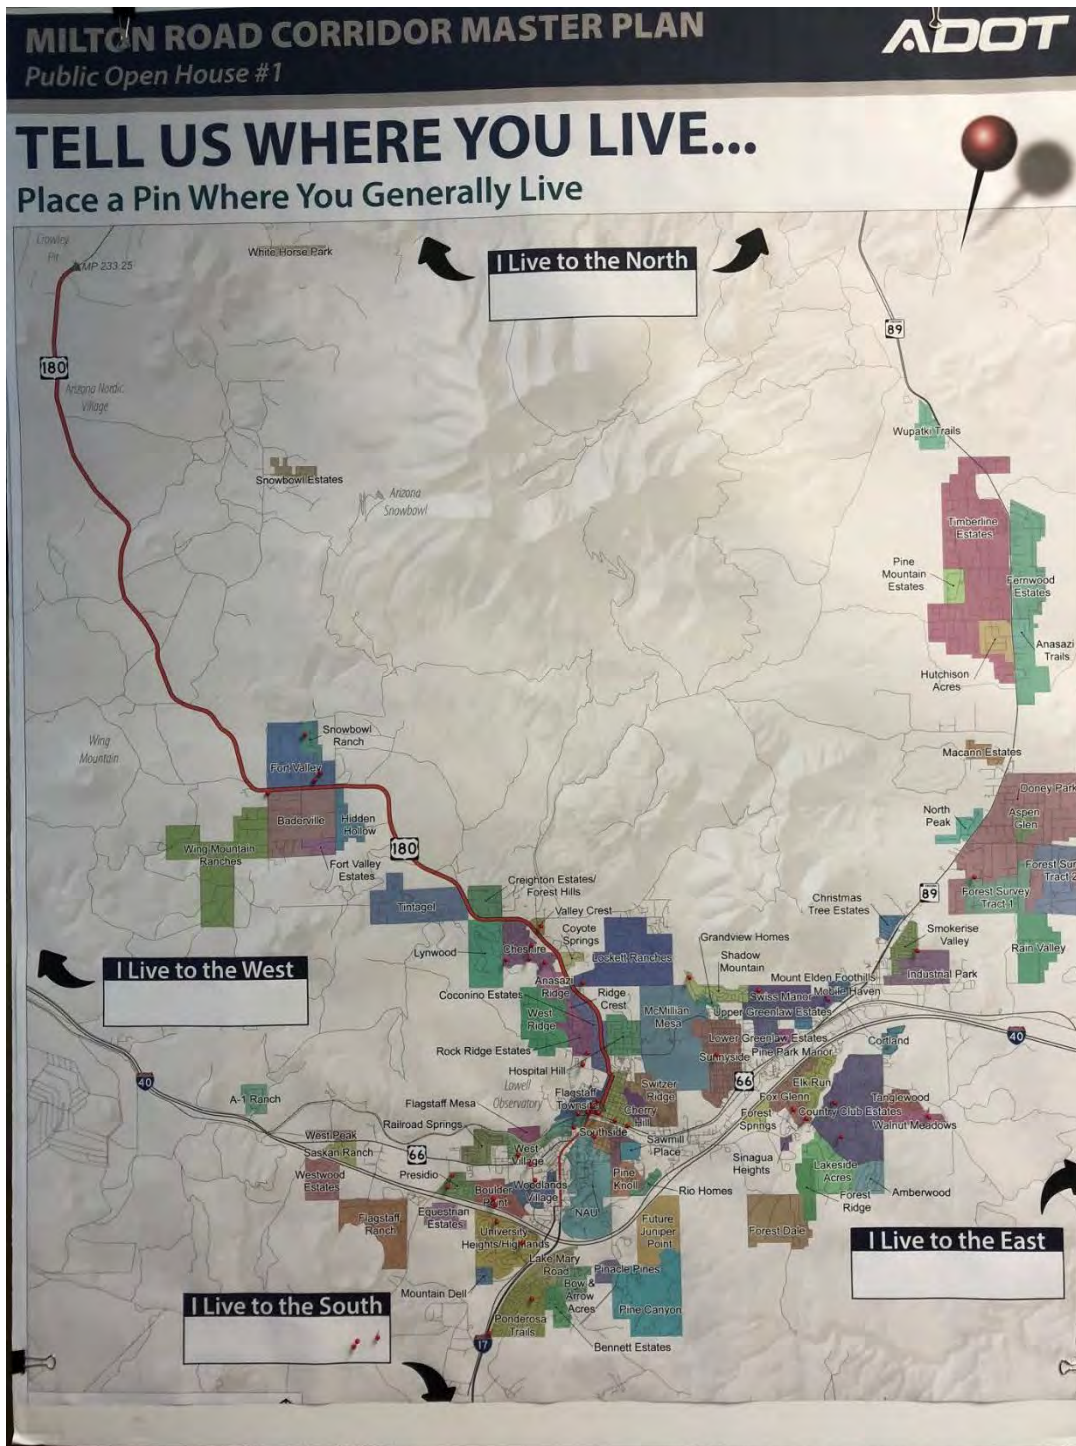 MILTON ROAD CORRIDOR MASTER PLAN
Public Open House #1
ADOT
TELL US WHERE YOU LIVE...
Place a Pin Where You Generally Live
Crowley
Pit
MP 233.25
White Horse Park
I Live to the North
89
180
Arizona Nordic
Village
Wupatki Trails
Snowbowl Estates
Arizona
Snowbowl
Timberline
Estates
Pine
Mountain
Estates
Fernwood
Estates
Anasazi
Trails
Hutchison
Acres
Wing
Mountain
Snowbowl
Ranch
Fort Valley
Macann Estates
Doney Park
Baderville
Hidden
Hollow
North
Peak
Aspen
Glen
Wing Mountain
Ranches
180
Fort Valley
Estates
Forest Sur
Tract 2
Creighton Estates/
Forest Hills
Tintagel
Christmas
Tree Estates
89
Forest Survey
Tract 1
Valley Crest
Coyote
Springs
Grandview Homes
Smokerise
Valley
Lynwood
Cheshire
Lockett Ranches
Shadow
Mountain
Rain Valley
I Live to the West
Anasazi
Ridge
Mount Elden Foothills
Industrial Park
Coconino Estates
Ridge
Crest
Swiss Manor
West
Ridge
McMillian
Mesa
Upper Greenlaw Estates
Lower Greenlaw Estates
Cortland
40
Rock Ridge Estates
Sunnyside
Pine Park Manor
Hospital Hill
40
Lowell
Observatory
Switzer
Ridge
66
Elk Run
Fox Glenn
Tanglewood
A-1 Ranch
Flagstaff Mesa
Flagstaff
Cherry
Hill
Country Club Estates
Walnut Meadows
Railroad Springs
Forest
Springs
Southside
West Peak
Saskan Ranch
66
West
Village
Sawmill
Place
Sinagua
Heights
Presidio
Lakeside
Acres
Westwood
Estates
Boulder
Point
Woodlands
Village
Pine
Knoll
Rio Homes
Amberwood
Forest
Ridge
Equestrian
Estates
NAU
Flagstaff
Ranch
University
Heights/Highlands
Future
Juniper
Point
Forest Dale
I Live to the East
Lake Mary
Road
Pinacle Pines
Mountain Dell
Bow &
Arrow
Acres
I Live to the South
Pine Canyon
Ponderosa
Trails
17
Bennett Estates